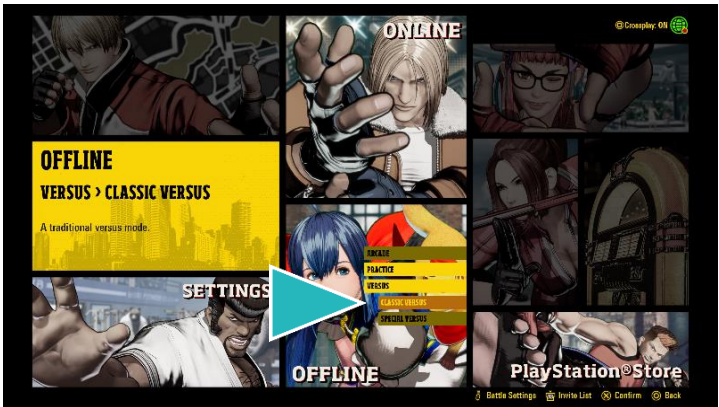 ONLINE
Crossplay: ON
OFFLINE
VERSUS > CLASSIC VERSUS
A traditional versus mode.
ARCADE
PRACTICE
VERSUS
CLASSIC VERSUS
SPECIAL VERSUS
SETTINGS
OFFLINE
PlayStation®Store
Battle Settings Invite List Confirm Back